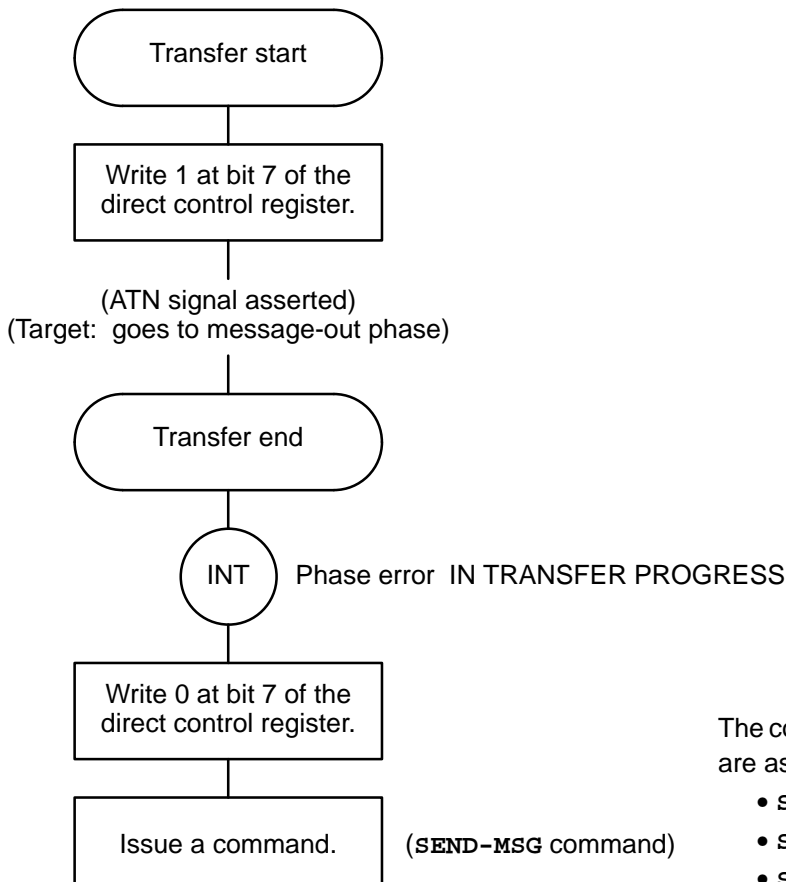 Transfer start
Write 1 at bit 7 of the
direct control register.
(ATN signal asserted)
(Target: goes to message-out phase)
Transfer end
INT
Phase error IN TRANSFER PROGRESS
Write 0 at bit 7 of the
direct control register.
The
are
Issue a command.
(SEND-MSG command)